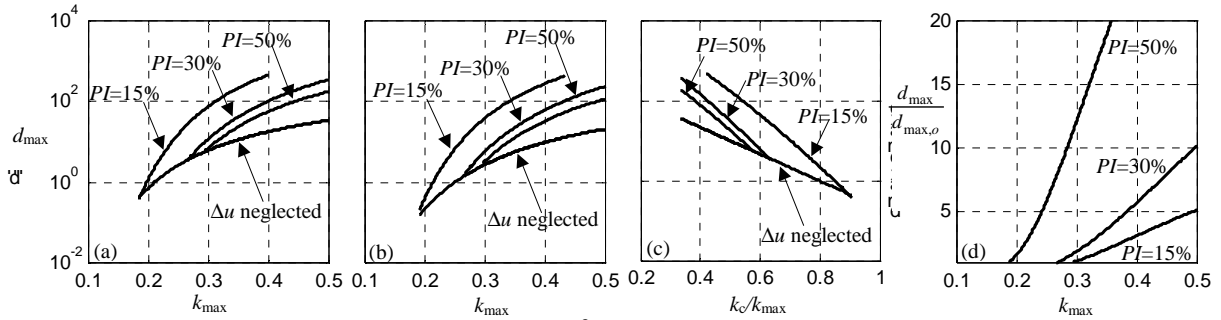 10^4
10^2
10^0
10^-2
d_max
"d"
PI=15%
PI=30%
PI=50%
Δu neglected
(a)
0.1 0.2 0.3 0.4 0.5
k_max
PI=15%
PI=30%
PI=50%
Δu neglected
(b)
0.1 0.2 0.3 0.4 0.5
k_max
PI=50%
PI=30%
PI=15%
Δu neglected
(c)
0.2 0.4 0.6 0.8 1
k_c/k_max
20
15
10
5
d_max
d_max,o
PI=50%
PI=30%
PI=15%
(d)
0.1 0.2 0.3 0.4 0.5
k_max